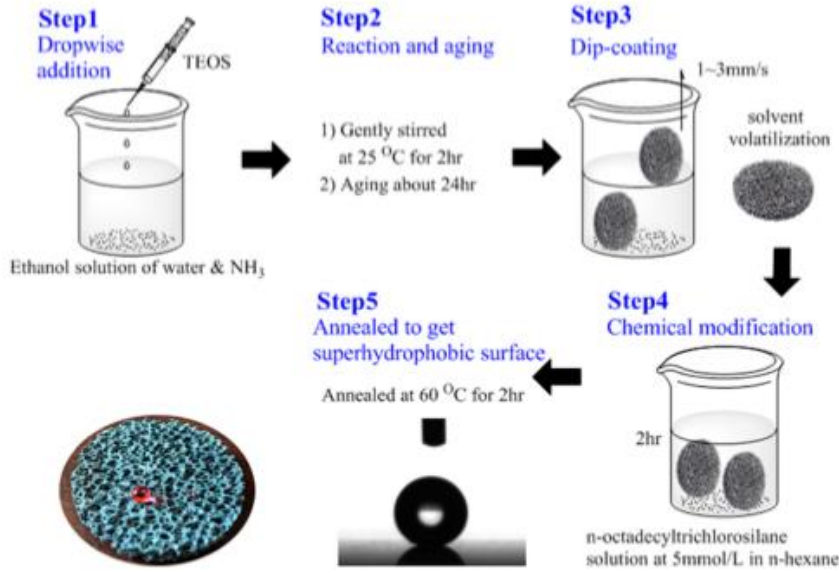 Step1
Dropwise
addition
TEOS
Ethanol solution of water & NH3
Step2
Reaction and aging
1) Gently stirred
at 25 OC for 2hr
2) Aging about 24hr
Step3
Dip-coating
1~3mm/s
solvent
volatilization
Step4
Chemical modification
2hr
n-octadecyltrichlorosilane
solution at 5mmol/L in n-hexane
Step5
Annealed to get
superhydrophobic surface
Annealed at 60 OC for 2hr